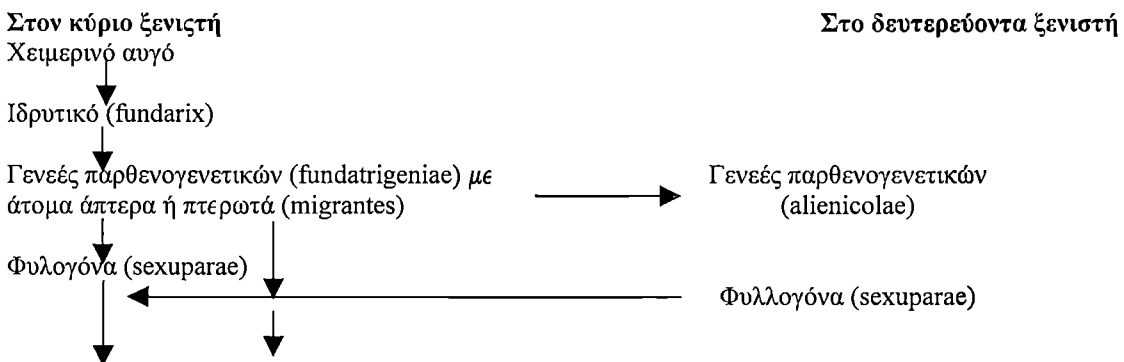 Στον κύριο ξενιςτή
Στο δευτερεύοντα ξενιστή
Χειμερινό αυγό
Ιδρυτικό (fundarix)
Γενεές παρθενογενετικών (fundatrigeniae) με
άτομα άπτερα ή πτερωτά (migrantes)
Γενεές παρθενογενετικών
(alienicolae)
Φυλογόνα (sexuparae)
Φυλλογόνα (sexuparae)